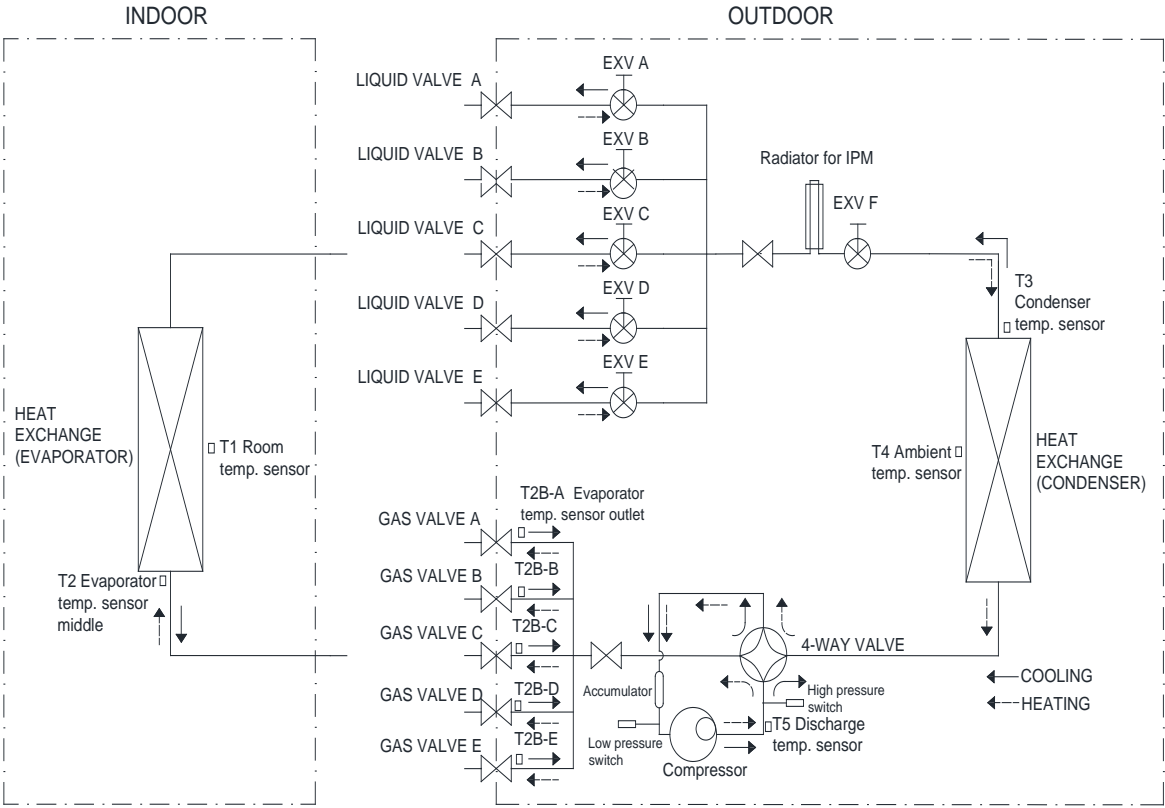 INDOOR
OUTDOOR
EXV A
LIQUID VALVE A
EXV B
LIQUID VALVE B
Radiator for IPM
EXV C
EXV F
LIQUID VALVE C
T3
Condenser
temp. sensor
EXV D
LIQUID VALVE D
EXV E
LIQUID VALVE E
HEAT
EXCHANGE
(EVAPORATOR)
T1 Room
temp. sensor
T4 Ambient
temp. sensor
HEAT
EXCHANGE
(CONDENSER)
T2B-A Evaporator
temp. sensor outlet
GAS VALVE A
T2B-B
GAS VALVE B
T2 Evaporator
temp. sensor
middle
T2B-C
GAS VALVE C
4-WAY VALVE
T2B-D
GAS VALVE D
Accumulator
High pressure
switch
COOLING
HEATING
T2B-E
GAS VALVE E
Low pressure
switch
T5 Discharge
temp. sensor
Compressor